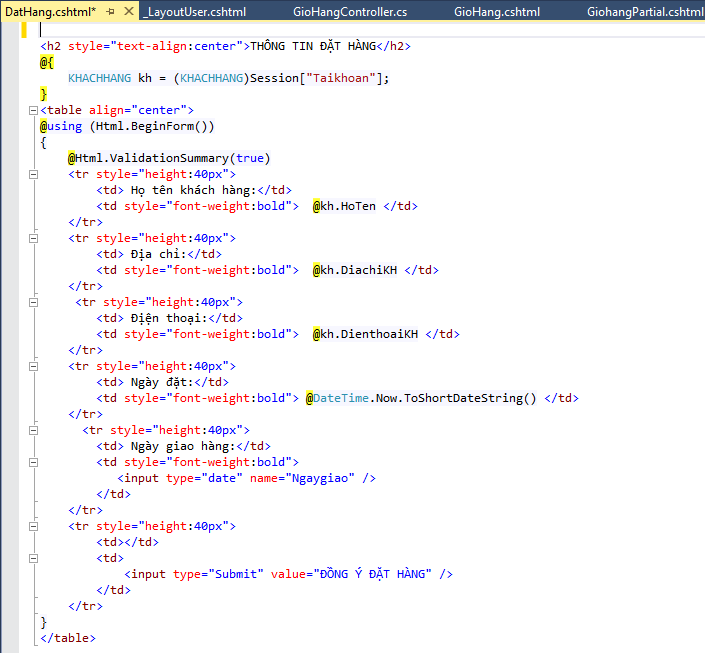 DatHang.cshtml* _LayoutUser.cshtml GioHangController.cs GioHang.cshtml GiohangPartial.cshtml
<h2 style="text-align:center">THÔNG TIN ĐẶT HÀNG</h2>
@{
    KHACHHANG kh = (KHACHHANG)Session["Taikhoan"];
}
<table align="center">
@using (Html.BeginForm())
{
    @Html.ValidationSummary(true)
    <tr style="height:40px">
        <td> Họ tên khách hàng:</td>
        <td style="font-weight:bold">  @kh.HoTen </td>
    </tr>
    <tr style="height:40px">
        <td> Địa chỉ:</td>
        <td style="font-weight:bold">  @kh.DiachiKH </td>
    </tr>
     <tr style="height:40px">
        <td> Điện thoại:</td>
        <td style="font-weight:bold">  @kh.DienthoaiKH </td>
    </tr>
    <tr style="height:40px">
        <td> Ngày đặt:</td>
        <td style="font-weight:bold"> @DateTime.Now.ToShortDateString() </td>
    </tr>
      <tr style="height:40px">
        <td> Ngày giao hàng:</td>
        <td style="font-weight:bold">
           <input type="date" name="Ngaygiao" />
        </td>
    </tr>
    <tr style="height:40px">
        <td></td>
        <td>
            <input type="Submit" value="ĐỒNG Ý ĐẶT HÀNG" />
        </td>
    </tr>
}
</table>